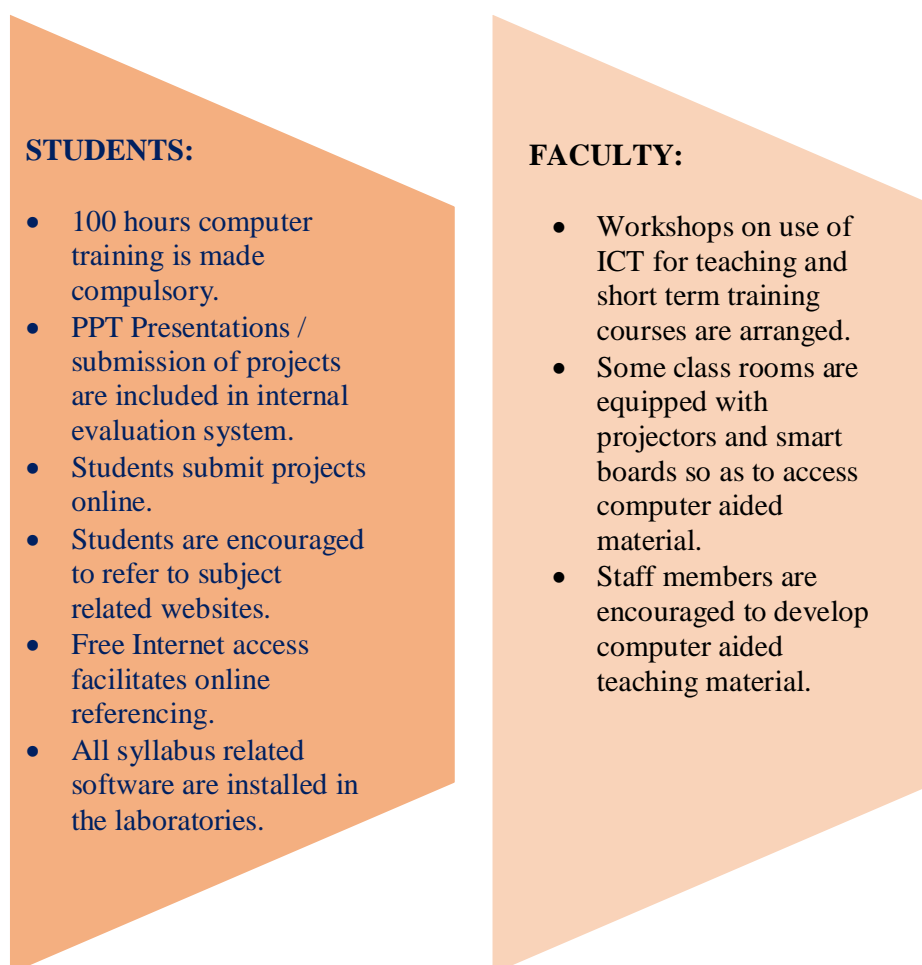 STUDENTS:
• 100 hours computer
training is made
compulsory.
• PPT Presentations /
submission of projects
are included in internal
evaluation system.
• Students submit projects
online.
• Students are encouraged
to refer to subject
related websites.
• Free Internet access
facilitates online
referencing.
• All syllabus related
software are installed in
the laboratories.
FACULTY:
• Workshops on use of
ICT for teaching and
short term training
courses are arranged.
• Some class rooms are
equipped with
projectors and smart
boards so as to access
computer aided
material.
• Staff members are
encouraged to develop
computer aided
teaching material.